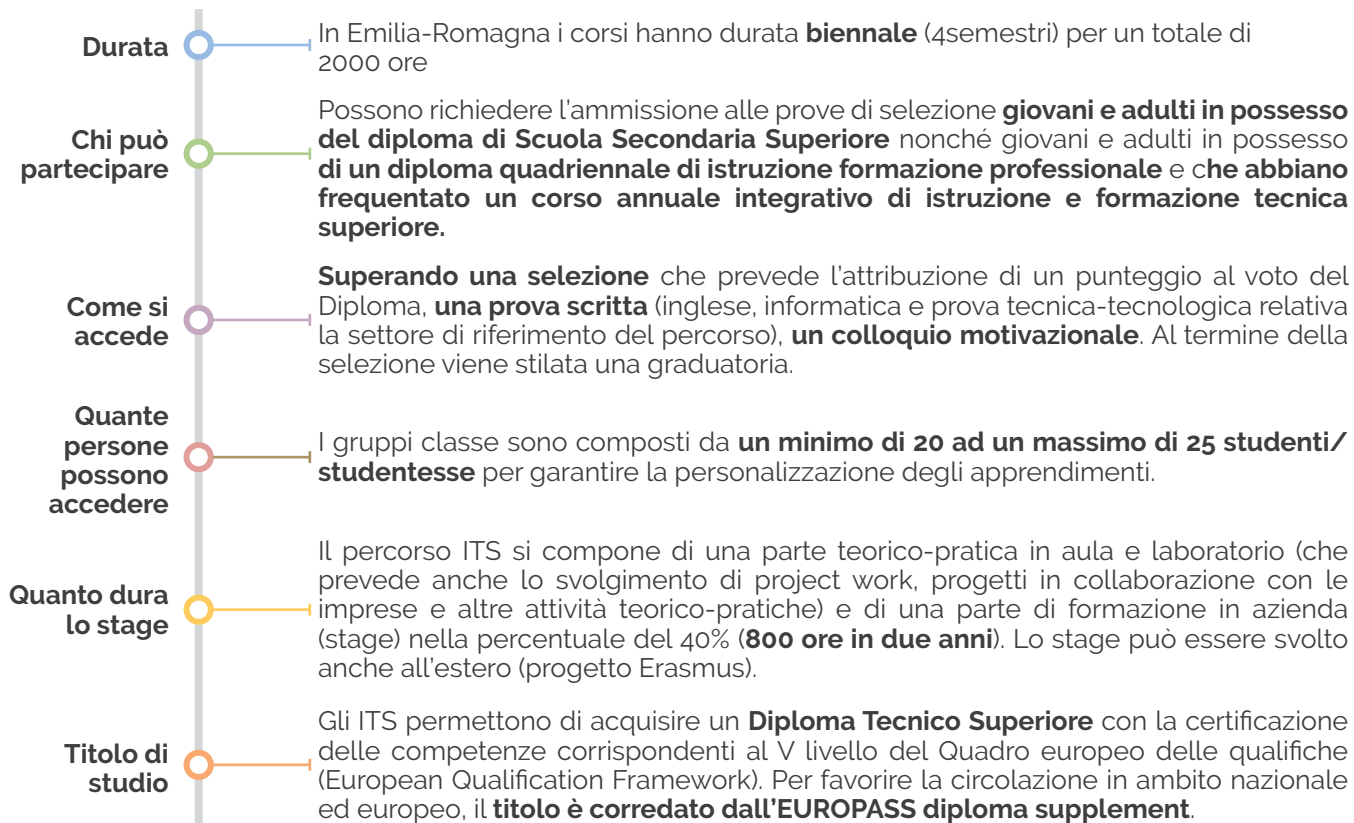 Durata
In Emilia-Romagna i corsi hanno durata biennale (4semestri) per un totale di
2000 ore
Chi può
partecipare
Possono richiedere l'ammissione alle prove di selezione giovani e adulti in possesso
del diploma di Scuola Secondaria Superiore nonché giovani e adulti in possesso
di un diploma quadriennale di istruzione formazione professionale e che abbiano
frequentato un corso annuale integrativo di istruzione e formazione tecnica
superiore.
Come si
accede
Superando una selezione che prevede l'attribuzione di un punteggio al voto del
Diploma, una prova scritta (inglese, informatica e prova tecnica-tecnologica relativa
la settore di riferimento del percorso), un colloquio motivazionale. Al termine della
selezione viene stilata una graduatoria.
Quante
persone
possono
accedere
I gruppi classe sono composti da un minimo di 20 ad un massimo di 25 studenti/
studentesse per garantire la personalizzazione degli apprendimenti.
Quanto dura
lo stage
Il percorso ITS si compone di una parte teorico-pratica in aula e laboratorio (che
prevede anche lo svolgimento di project work, progetti in collaborazione con le
imprese e altre attività teorico-pratiche) e di una parte di formazione in azienda
(stage) nella percentuale del 40% (800 ore in due anni). Lo stage può essere svolto
anche all'estero (progetto Erasmus).
Titolo di
studio
Gli ITS permettono di acquisire un Diploma Tecnico Superiore con la certificazione
delle competenze corrispondenti al V livello del Quadro europeo delle qualifiche
(European Qualification Framework). Per favorire la circolazione in ambito nazionale
ed europeo, il titolo è corredato dall'EUROPASS diploma supplement.